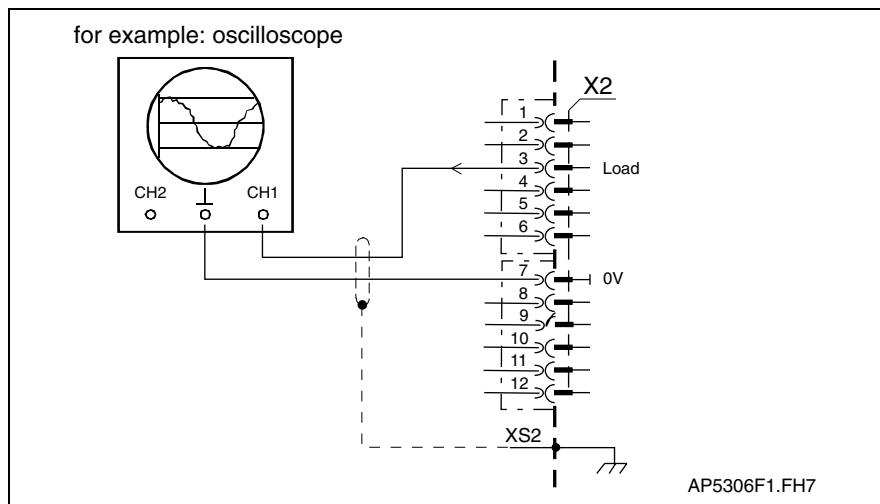 for example: oscilloscope
X2
1
2
3 Load
4
5
6
CH2 CH1
7 0V
8
9
10
11
12
XS2
AP5306F1.FH7